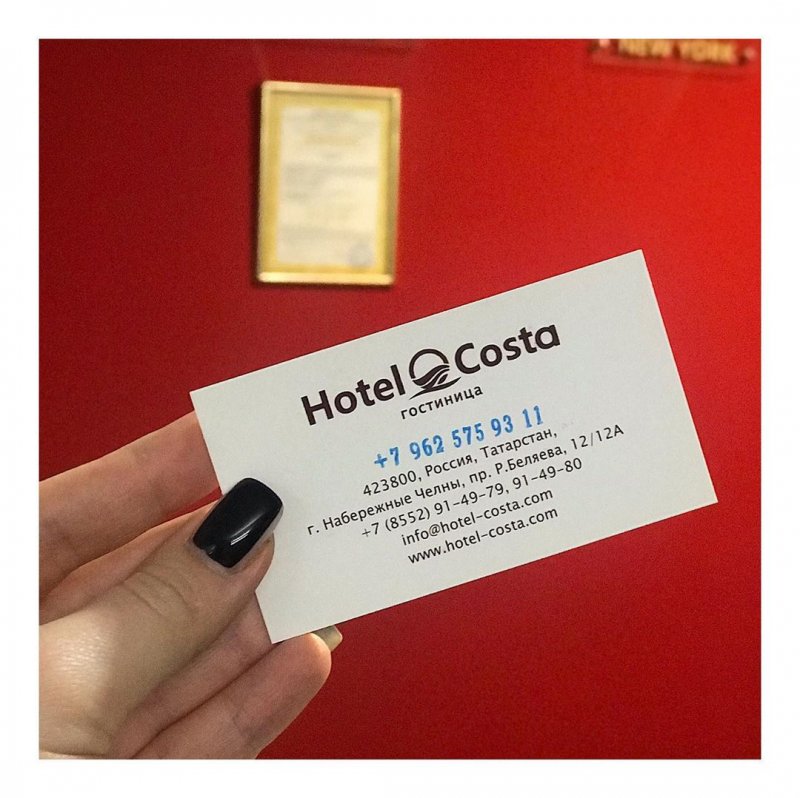 NEW YORK
Hotel Costa
гостиница
+7 962 575 93 11
423800, Россия, Татарстан,
г. Набережные Челны, пр. Р.Беляева, 12/12А
+7 (8552) 91-49-79, 91-49-80
info@hotel-costa.com
www.hotel-costa.com